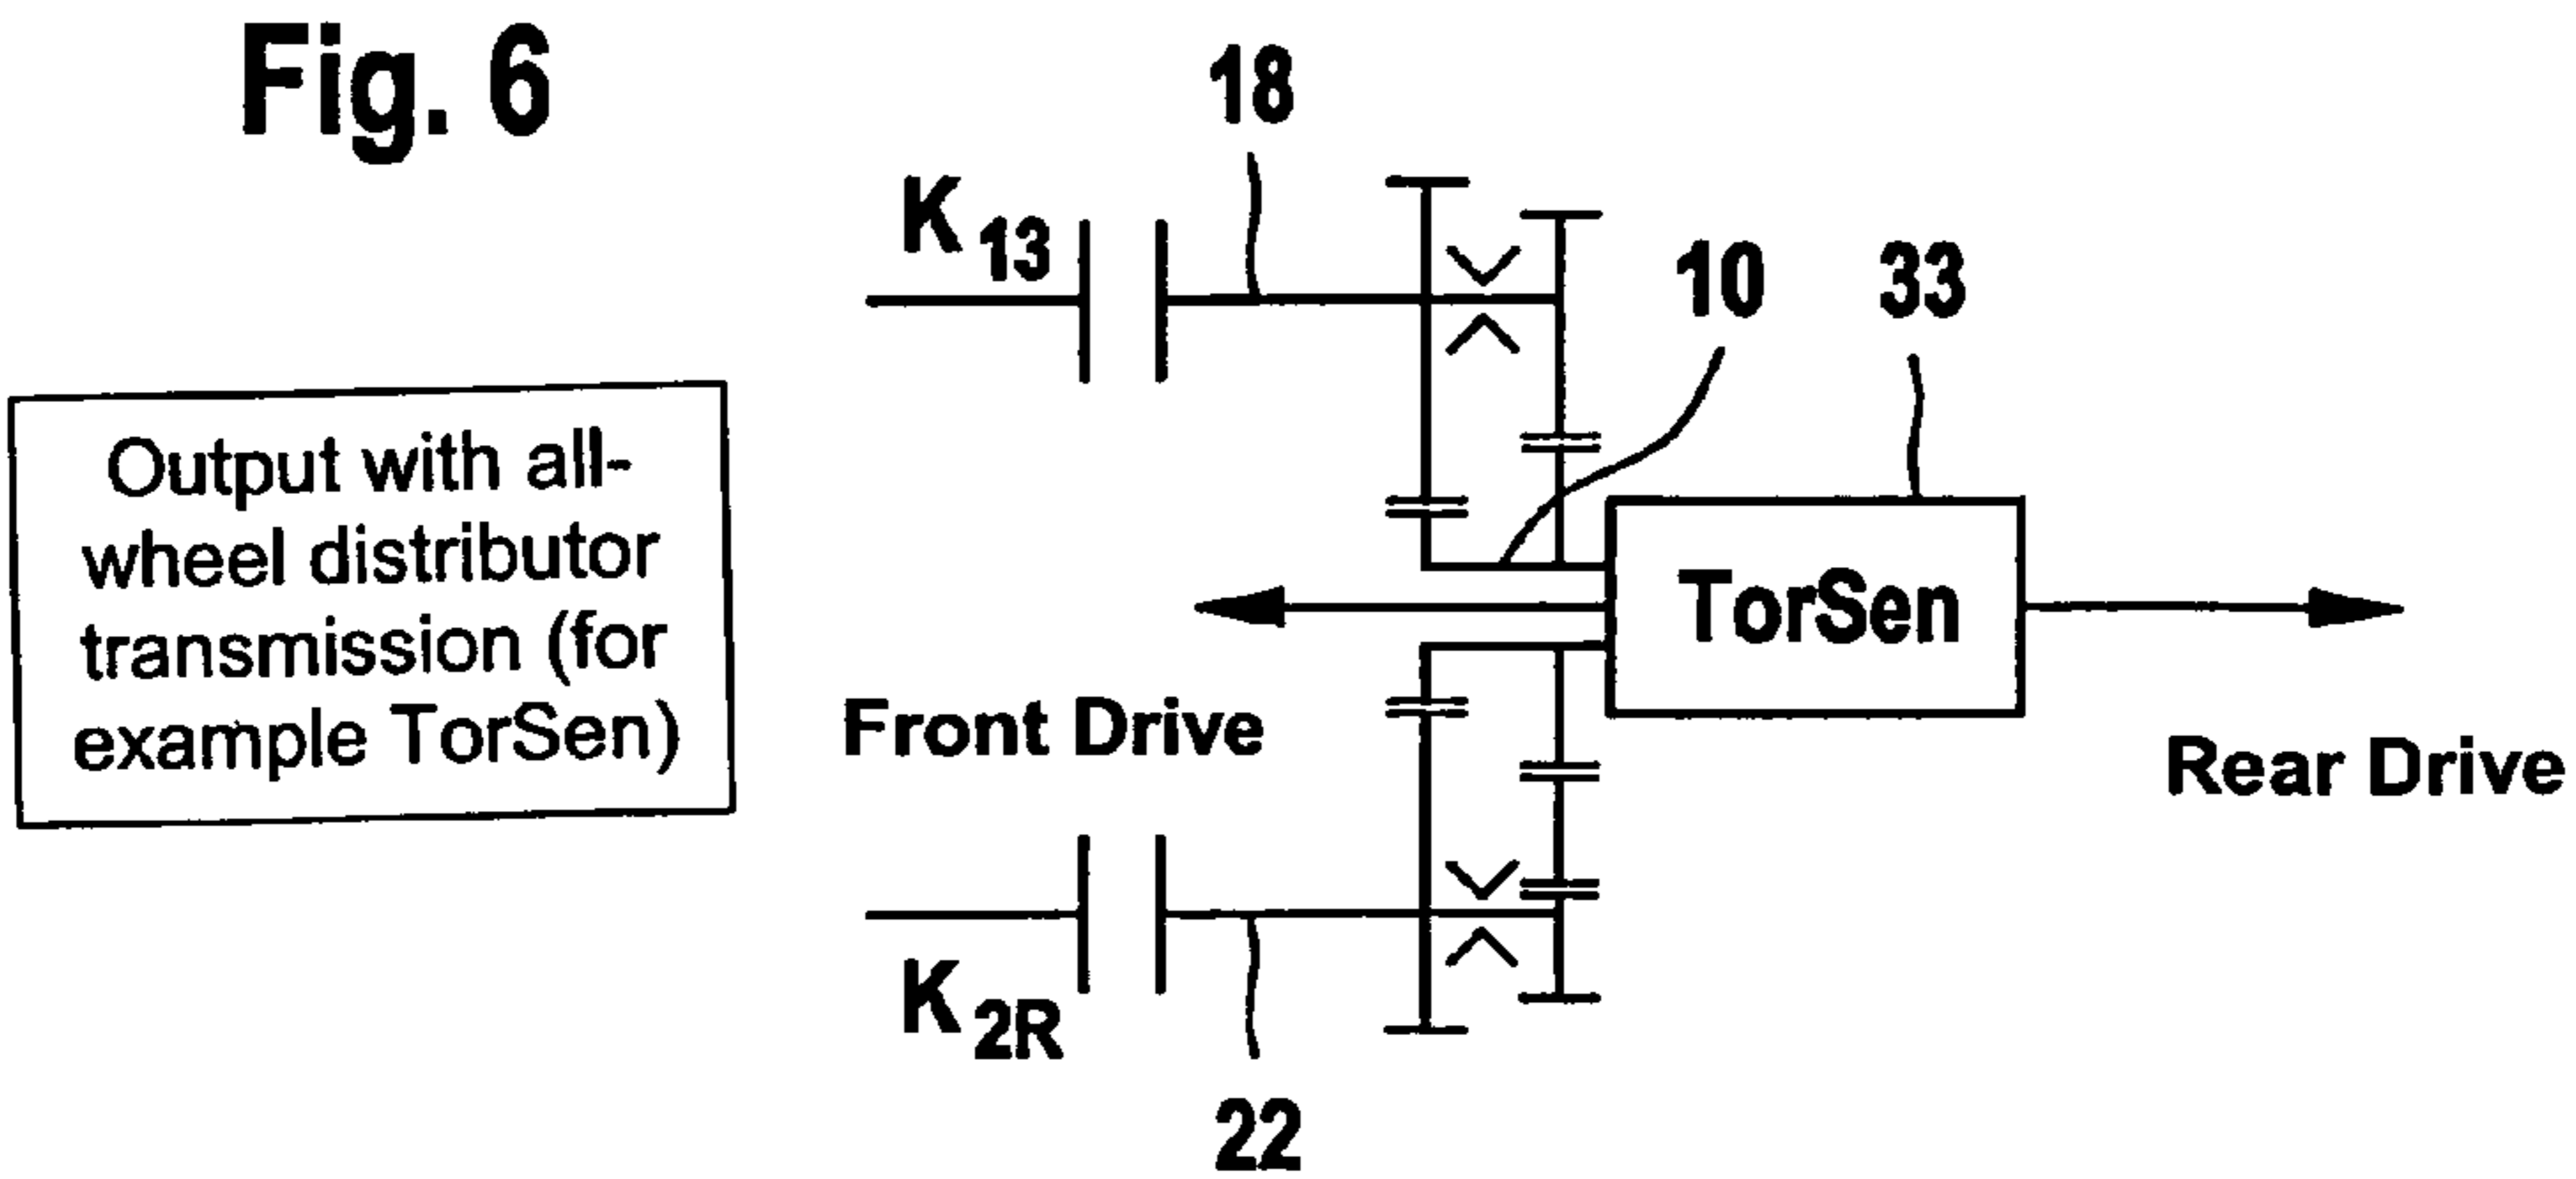 Fig. 6
18
K13
10
33
Output with all-
wheel distributor
transmission (for
example TorSen)
TorSen
Front Drive
Rear Drive
K2R
22